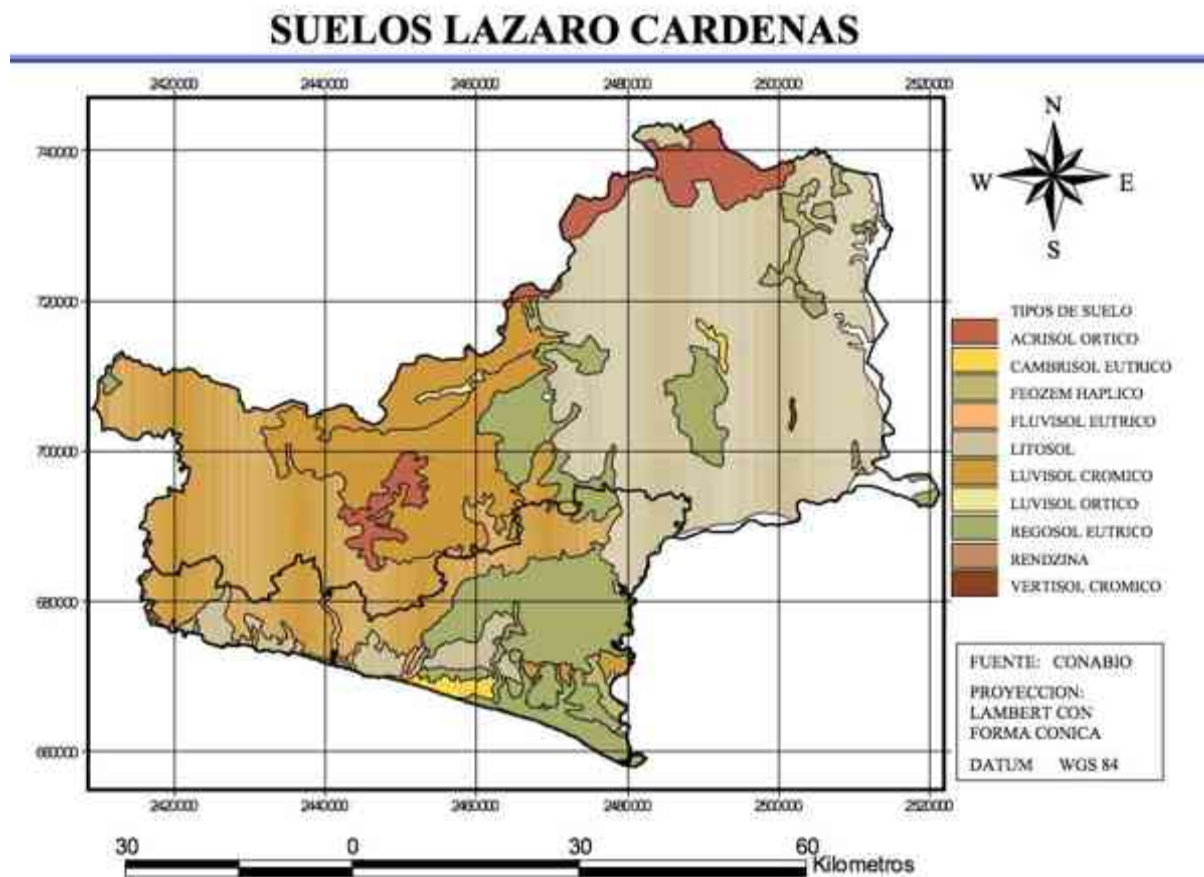 SUELOS LAZARO CARDENAS
2420000 2440000 2460000 2480000 2500000 2520000
N
W E
S
740000
720000
700000
680000
660000
TIPOS DE SUELO
ACRISOL ORTICO
CAMBRISOL EUTRICO
FEOZEM HAPLICO
FLUVISOL EUTRICO
LITOSOL
LUVISOL CROMICO
LUVISOL ORTICO
REGOSOL EUTRICO
RENDZINA
VERTISOL CROMICO
FUENTE: CONABIO
PROYECCION:
LAMBERT CON
FORMA CONICA
DATUM WGS 84
2420000 2440000 2460000 2480000 2500000 2520000
30 0 30 60
Kilometros